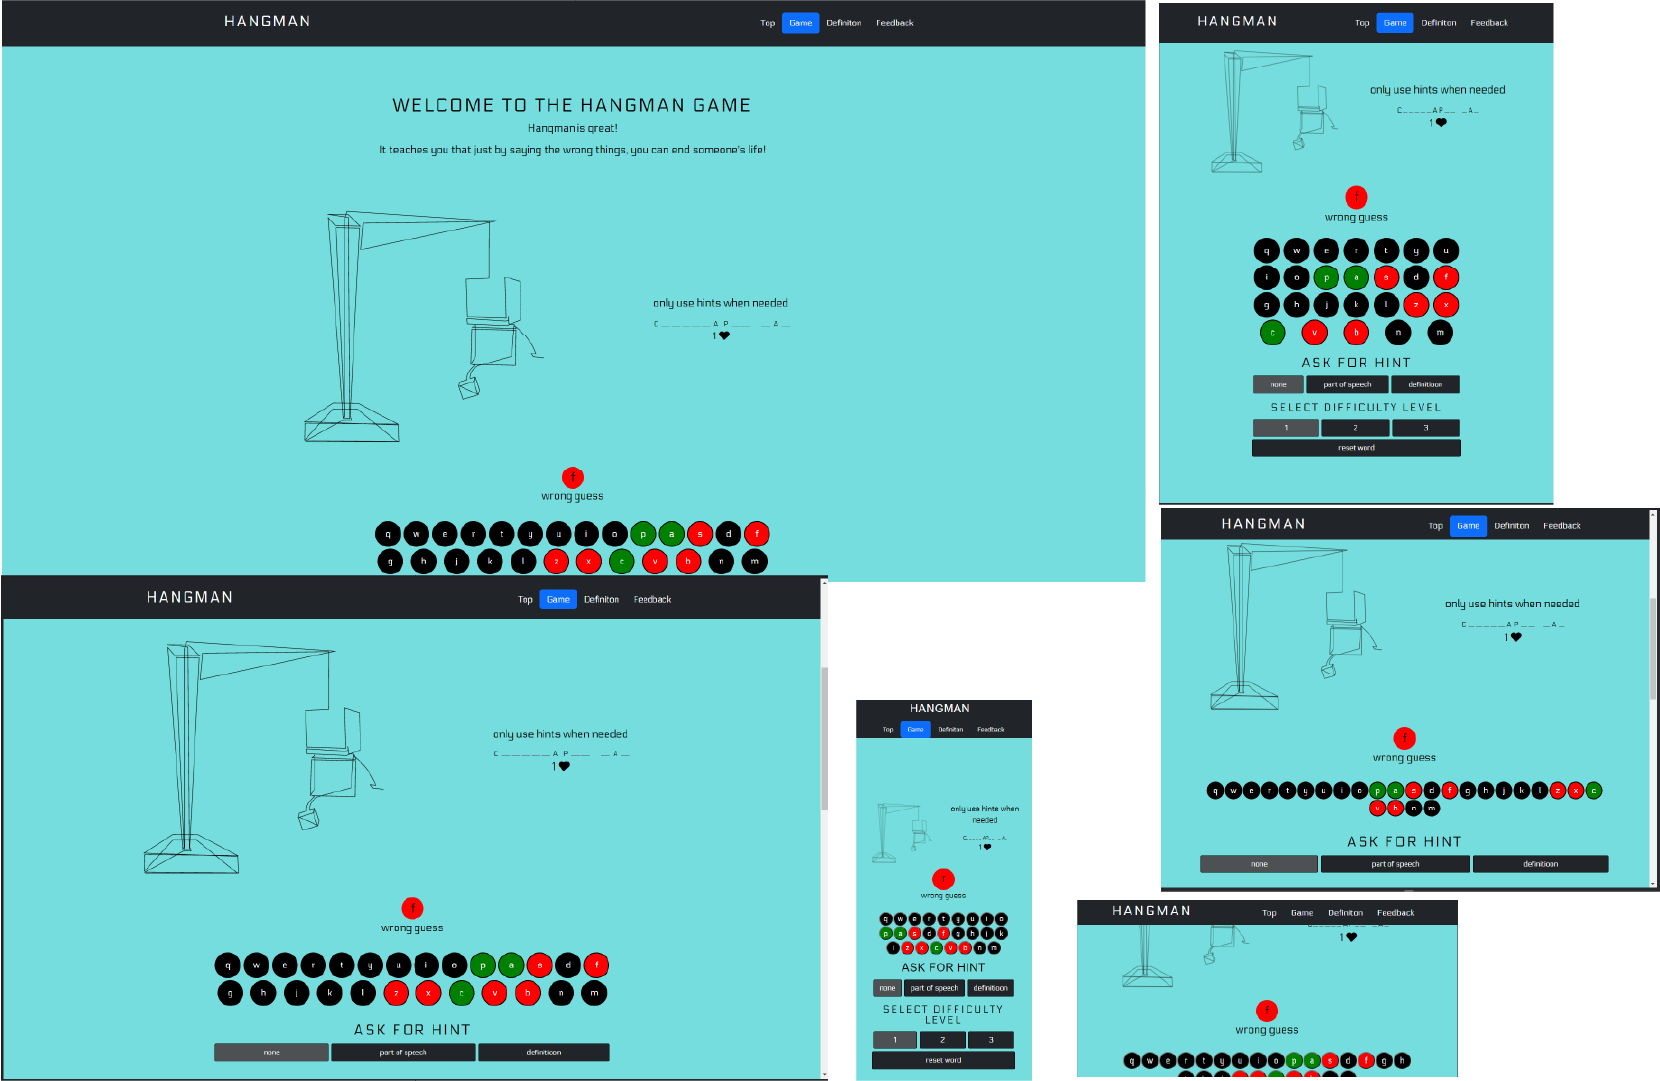 HANGMAN
Top Game Definiton Feedback
WELCOME TO THE HANGMAN GAME
Hangman is great!
It teaches you that just by saying the wrong things, you can end someone's life!
only use hints when needed
C _ _ _ _ _ A P _ _   _ A _
1
f
wrong guess
q w e r t y u i o p a s d f
g h j k l z x c v b n m
HANGMAN
Top Game Definiton Feedback
only use hints when needed
C _ _ _ _ _ A P _ _   _ A _
1
f
wrong guess
q w e r t y u
i o p a s d f
g h j k l z x
c v b n m
ASK FOR HINT
none part of speech definitioon
SELECT DIFFICULTY LEVEL
1 2 3
reset word
HANGMAN
Top Game Definiton Feedback
only use hints when needed
C _ _ _ _ _ A P _ _   _ A _
1
f
wrong guess
q w e r t y u i o p a s d f g h j k l z x c
v b n m
ASK FOR HINT
none part of speech definitioon
HANGMAN
Top Game Definiton Feedback
only use hints when needed
C _ _ _ _ _ A P _ _   _ A _
1
f
wrong guess
q w e r t y u i o p a s d f
g h j k l z x c v b n m
ASK FOR HINT
none part of speech definitioon
HANGMAN
Top Game Definiton Feedback
only use hints when
needed
C _ _ _ _ _ A P _ _   _ A _
1
f
wrong guess
q w e r t y u i o
p a s d f g h j k
l z x c v b n m
ASK FOR HINT
none part of speech definitioon
SELECT DIFFICULTY
LEVEL
1 2 3
reset word
HANGMAN
Top Game Definiton Feedback
1
f
wrong guess
q w e r t y u i o p a s d f g h